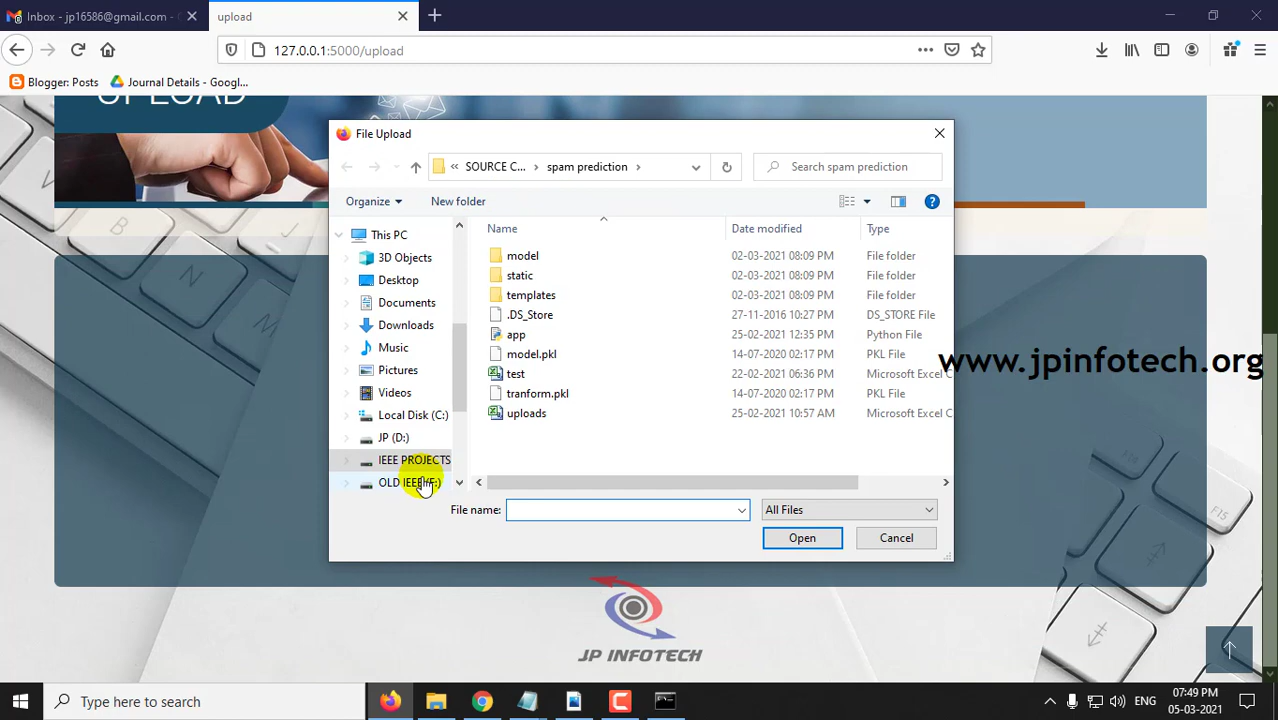 Inbox - jp16586@gmail.com -
upload
127.0.0.1:5000/upload
Blogger: Posts
Journal Details - Googl...
UPLOAD
File Upload
SOURCE C...
spam prediction
Search spam prediction
Organize
New folder
This PC
3D Objects
Desktop
Documents
Downloads
Music
Pictures
Videos
Local Disk (C:)
JP (D:)
IEEE PROJECTS
OLD IEEE (F:)
Name Date modified Type
model 02-03-2021 08:09 PM File folder
static 02-03-2021 08:09 PM File folder
templates 02-03-2021 08:09 PM File folder
.DS_Store 27-11-2016 10:27 PM DS_STORE File
app 25-02-2021 12:35 PM Python File
model.pkl 14-07-2020 02:17 PM PKL File
test 22-02-2021 06:36 PM Microsoft Excel C
tranform.pkl 14-07-2020 02:17 PM PKL File
uploads 25-02-2021 10:57 AM Microsoft Excel C
www.jpinfotech.org
File name:
All Files
Open
Cancel
JP INFOTECH
Type here to search
ENG
07:49 PM
05-03-2021